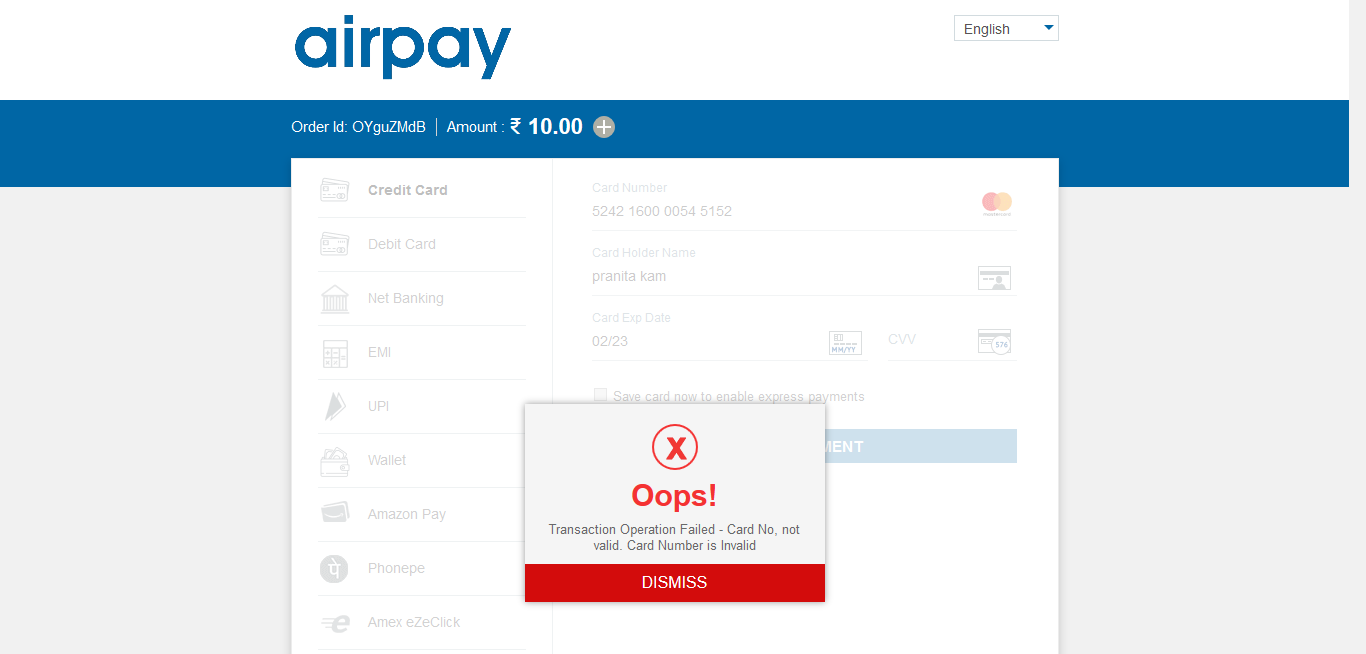 airpay
English
Order Id: OYguZMdB | Amount : ₹ 10.00
Credit Card
Debit Card
Net Banking
EMI
UPI
Wallet
Amazon Pay
Phonepe
Amex eZeClick
Card Number
5242 1600 0054 5152
mastercard
Card Holder Name
pranita kam
Card Exp Date
02/23
MM/YY
CVV
576
Save card now to enable express payments
MENT
X
Oops!
Transaction Operation Failed - Card No, not
valid. Card Number is Invalid
DISMISS